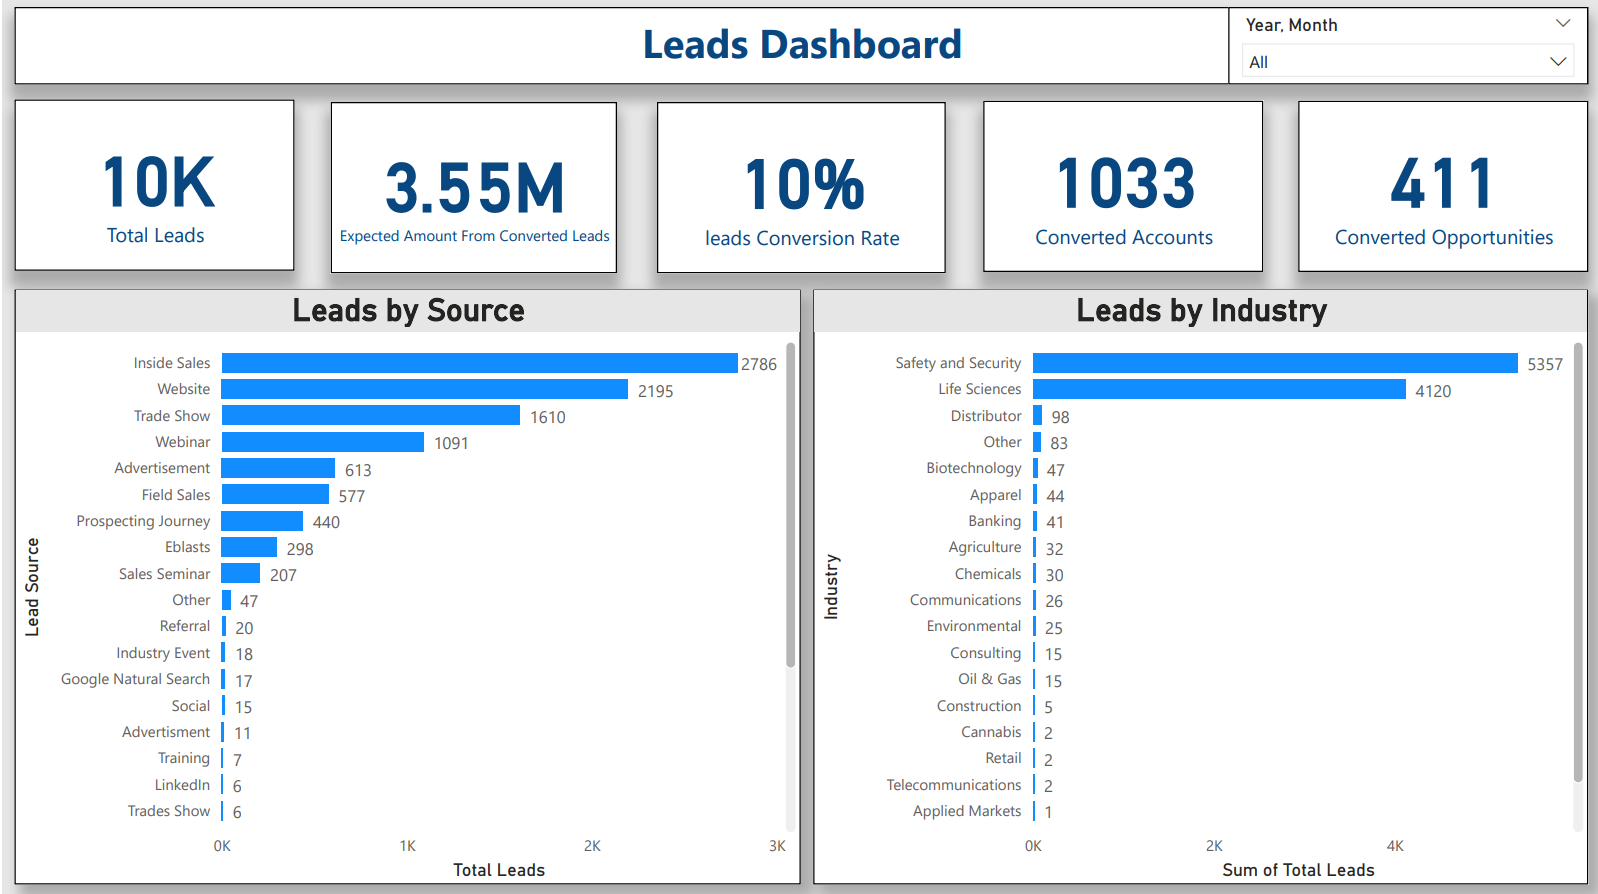 Leads Dashboard
Year, Month
All
10K
Total Leads
3.55M
Expected Amount From Converted Leads
10%
leads Conversion Rate
1033
Converted Accounts
411
Converted Opportunities
Leads by Source
Lead Source
Inside Sales 2786
Website 2195
Trade Show 1610
Webinar 1091
Advertisement 613
Field Sales 577
Prospecting Journey 440
Eblasts 298
Sales Seminar 207
Other 47
Referral 20
Industry Event 18
Google Natural Search 17
Social 15
Advertisment 11
Training 7
LinkedIn 6
Trades Show 6
0K 1K 2K 3K
Total Leads
Leads by Industry
Industry
Safety and Security 5357
Life Sciences 4120
Distributor 98
Other 83
Biotechnology 47
Apparel 44
Banking 41
Agriculture 32
Chemicals 30
Communications 26
Environmental 25
Consulting 15
Oil & Gas 15
Construction 5
Cannabis 2
Retail 2
Telecommunications 2
Applied Markets 1
0K 2K 4K
Sum of Total Leads